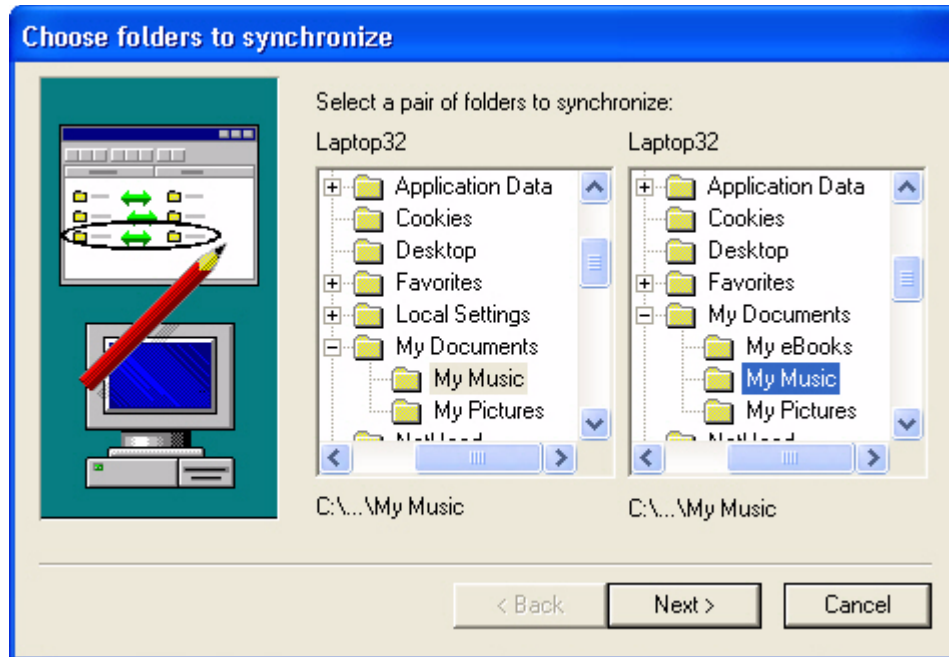 Choose folders to synchronize
Select a pair of folders to synchronize:
Laptop32
Application Data
Cookies
Desktop
Favorites
Local Settings
My Documents
My Music
My Pictures
C:\...\My Music
Laptop32
Application Data
Cookies
Desktop
Favorites
My Documents
My eBooks
My Music
My Pictures
C:\...\My Music
< Back
Next >
Cancel